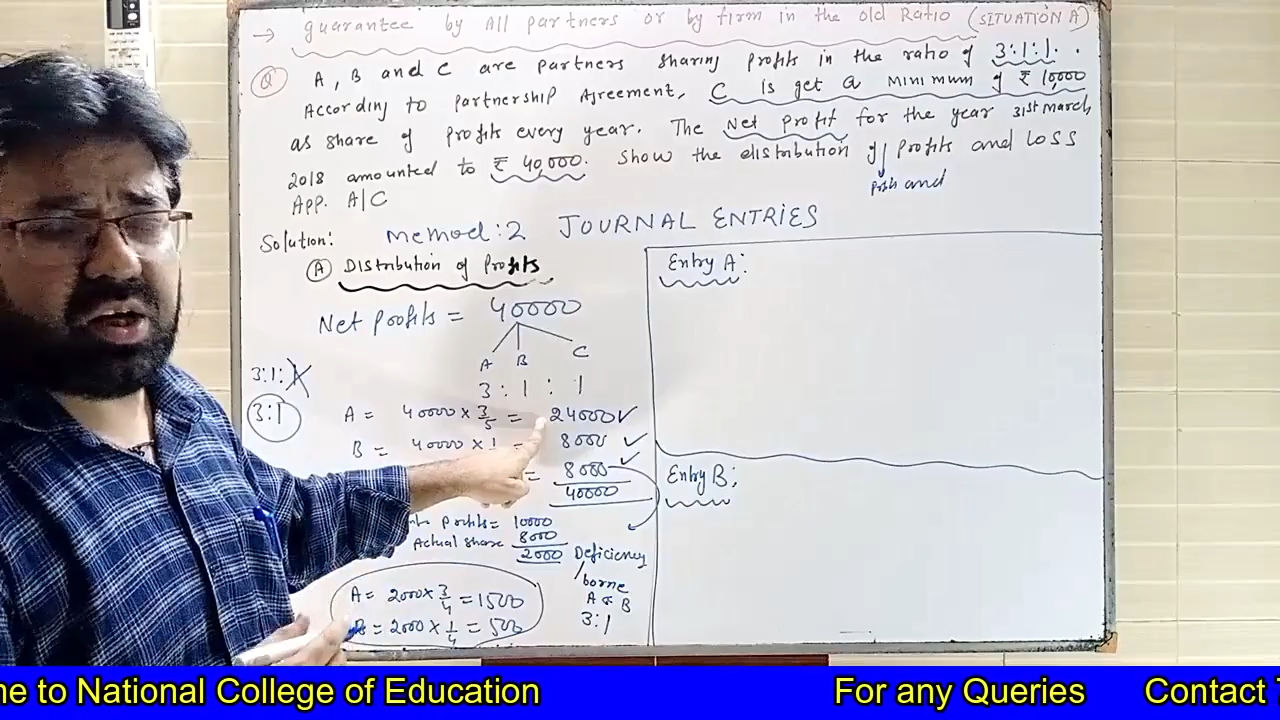 → guarantee by All partners or by firm in the old Ratio (SITUATION A)
Q A, B and C are partners sharing profits in the ratio of 3:1:1.
According to partnership Agreement, C is get a minimum of ₹ 10,000
as share of profits every year. The Net profit for the year 31st march,
2018 amounted to ₹ 40,000. Show the distribution of profits and Loss
App. A/C
Solution: Method:2 JOURNAL ENTRIES
A Distribution of Profits
Net profits = 40000
A B C
3 : 1 : 1
3:1:
3:1
A = 40000 × 3/5 = 24000 ✓
B = 40000 × 1 = 8000 ✓
= 8000 ✓
40000
Profits = 10000
Actual share 8000
2000 Deficiency
borne
A & B
3:1
A = 2000 × 3/4 = 1500
B = 2000 × 1/4 = 500
Entry A:
Entry B:
me to National College of Education For any Queries Contact